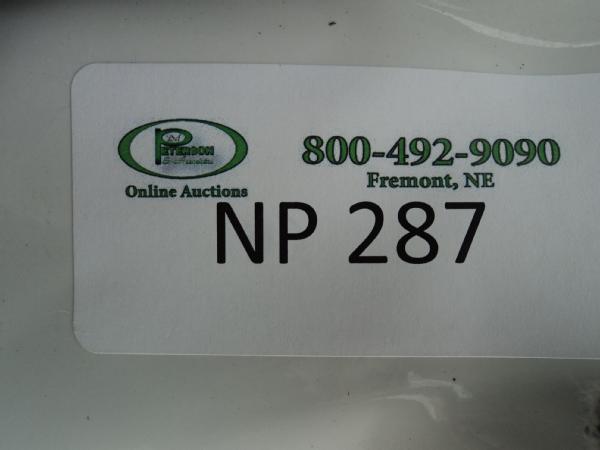 PETERSON
Online Auctions
800-492-9090
Fremont, NE
NP 287